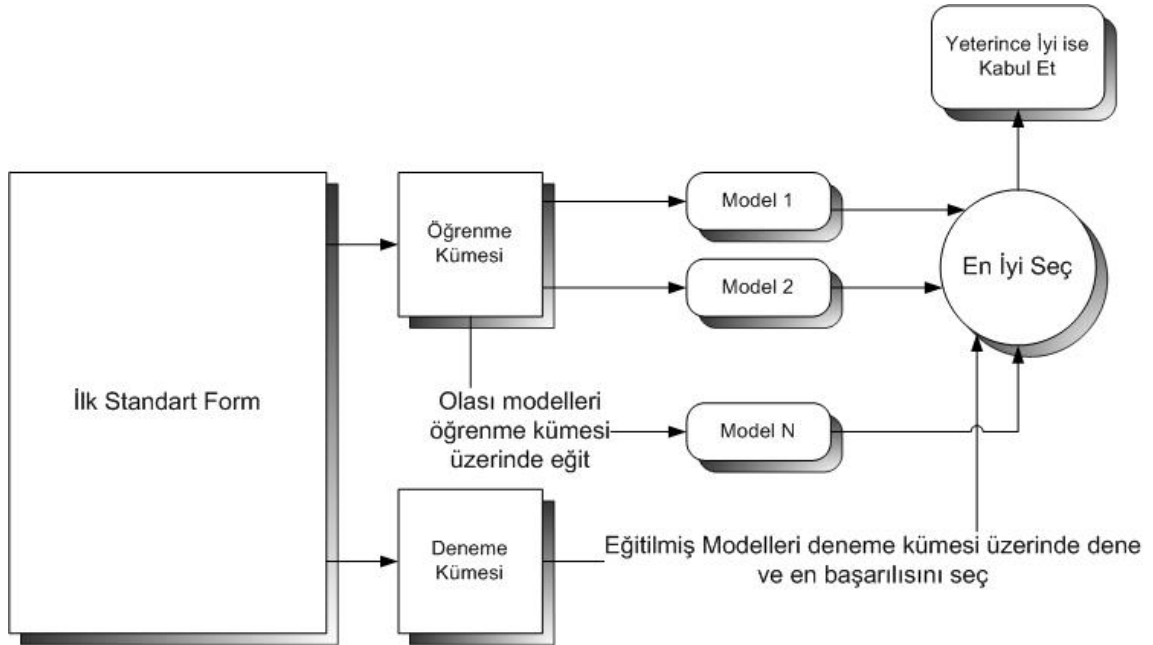 Yeterince İyi ise
Kabul Et
Öğrenme
Kümesi
Model 1
Model 2
En İyi Seç
İlk Standart Form
Olası modelleri
öğrenme kümesi
üzerinde eğit
Model N
Deneme
Kümesi
Eğitilmiş Modelleri deneme kümesi üzerinde dene
ve en başarılısını seç